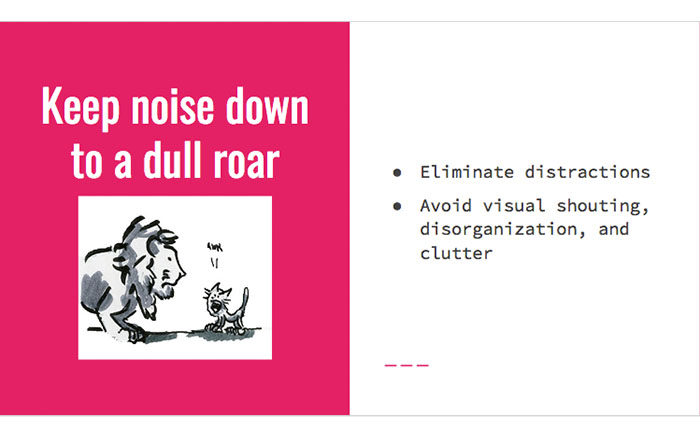 Keep noise down
to a dull roar
● Eliminate distractions
● Avoid visual shouting,
disorganization, and
clutter